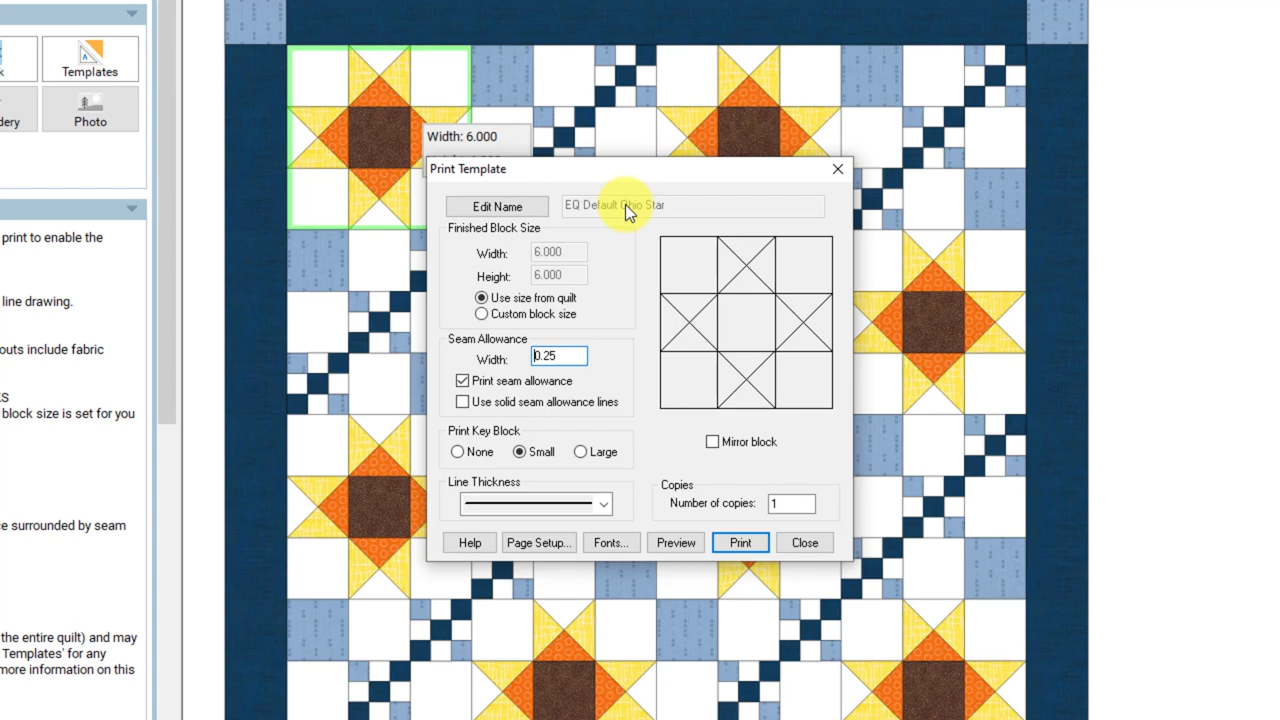 k
Templates
dery
Photo
print to enable the
line drawing.
outs include fabric
KS
block size is set for you
ce surrounded by seam
the entire quilt) and may
Templates' for any
more information on this
Width: 6.000
Print Template
Edit Name
EQ Default Ohio Star
Finished Block Size
Width: 6.000
Height: 6.000
Use size from quilt
Custom block size
Seam Allowance
Width: 0.25
Print seam allowance
Use solid seam allowance lines
Print Key Block
None Small Large
Mirror block
Line Thickness
Copies
Number of copies: 1
Help Page Setup... Fonts... Preview Print Close